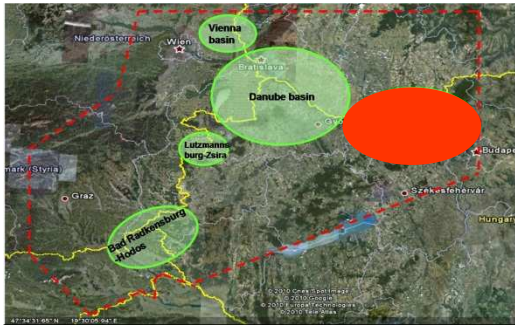 Vienna
basin
Niederösterreich
Wien
Bratislava
Danube basin
Lutzmanns
burg-Zsira
Budape
mark (Styria)
Graz
Székesfehérvár
Bad Radkersburg
-Hodos
Hungary
© 2010 Cnes/Spot Image
© 2010 Google
© 2010 Europa Technologies
© 2010 Tele Atlas